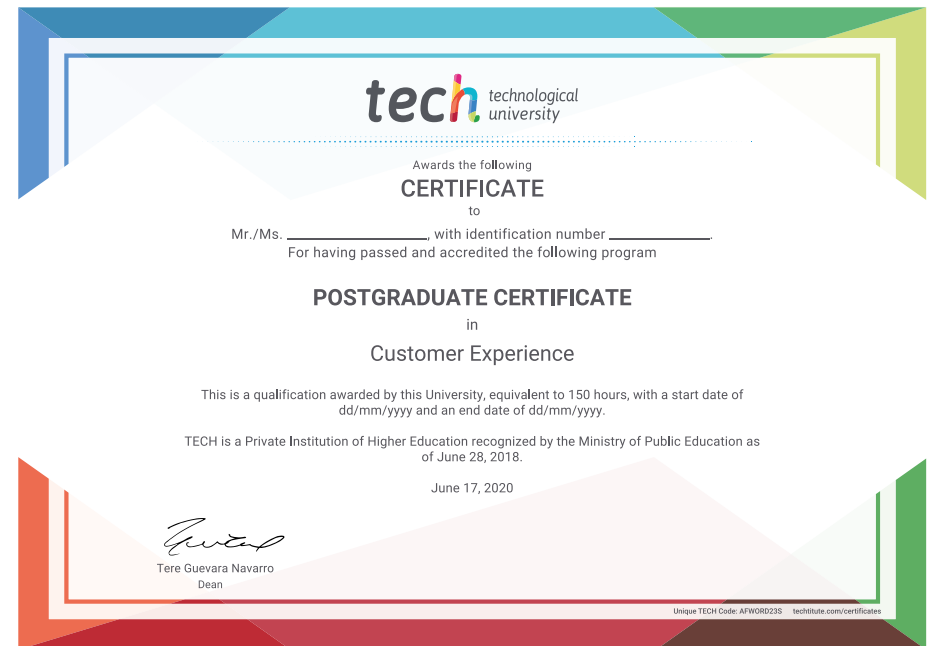 tech technological
university
Awards the following
CERTIFICATE
to
Mr./Ms. ____________________, with identification number ______________.
For having passed and accredited the following program
POSTGRADUATE CERTIFICATE
in
Customer Experience
This is a qualification awarded by this University, equivalent to 150 hours, with a start date of
dd/mm/yyyy and an end date of dd/mm/yyyy.
TECH is a Private Institution of Higher Education recognized by the Ministry of Public Education as
of June 28, 2018.
June 17, 2020
Tere Guevara Navarro
Dean
Unique TECH Code: AFWORD23S techtitute.com/certificates